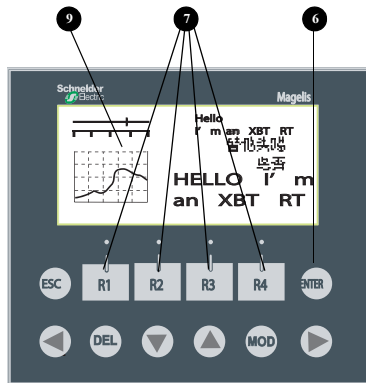 9 7 6
Schneider
Electric
Magelis
Hello
I' m an XBT RT
HELLO I' m
an XBT RT
ESC R1 R2 R3 R4 ENTER
DEL MOD